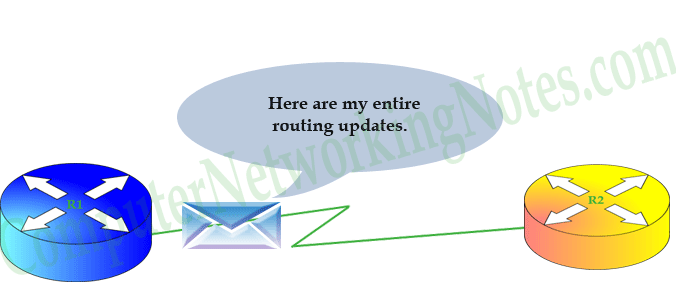 Here are my entire
routing updates.
R1
R2
ComputerNetworkingNotes.com